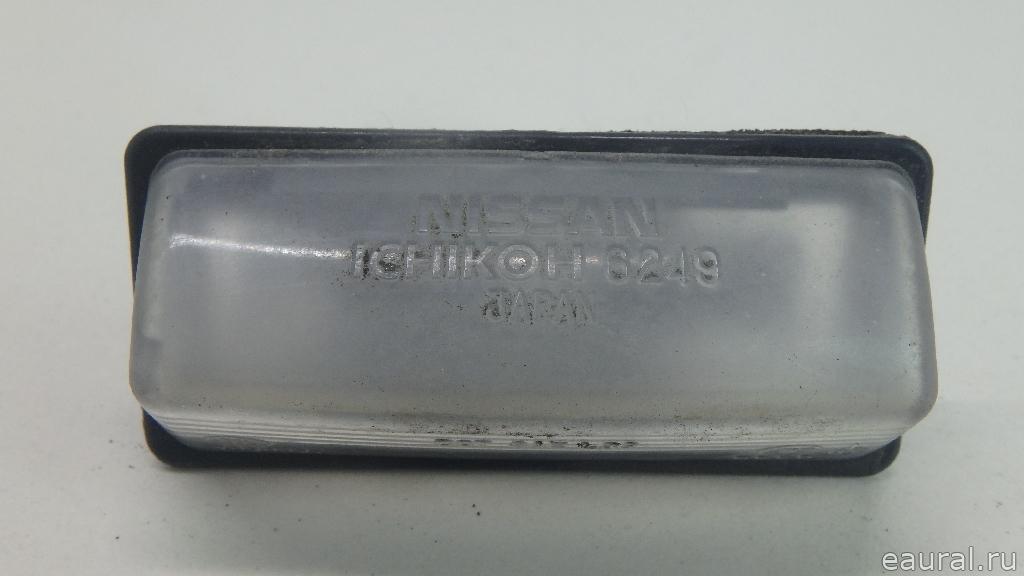 NISSAN
ICHIKOH 6249
JAPAN
eaural.ru